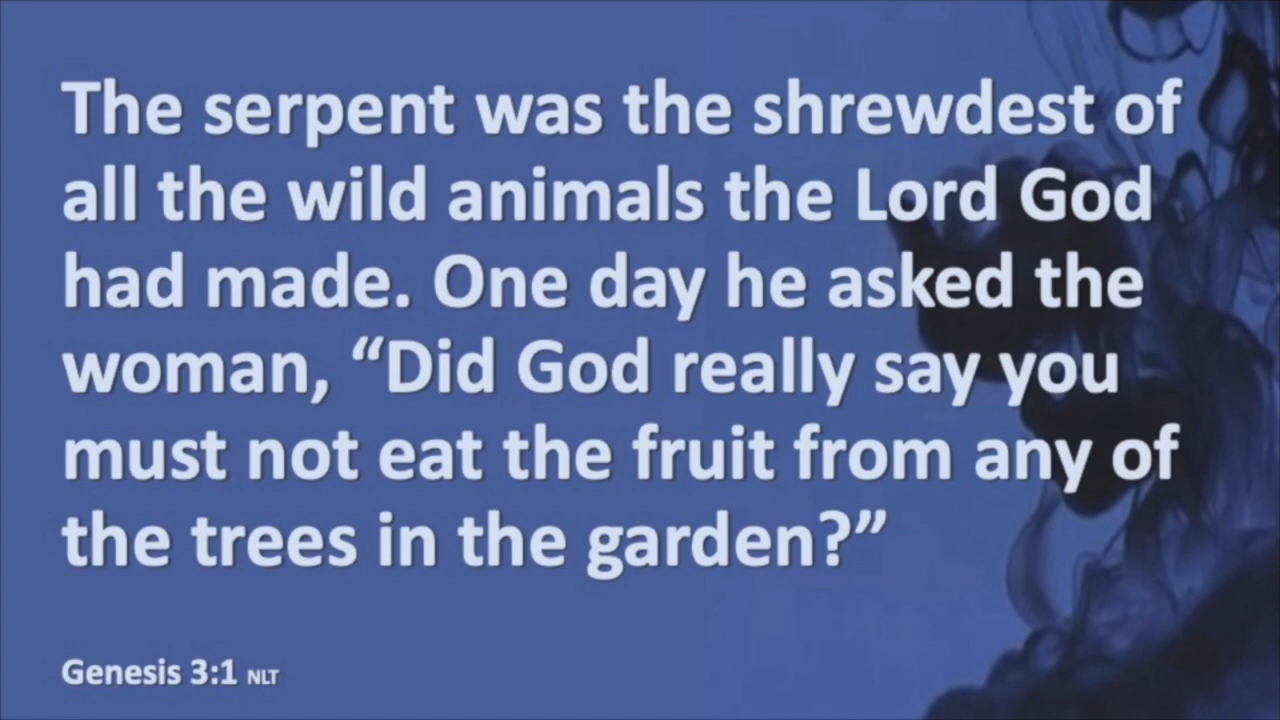 The serpent was the shrewdest of
all the wild animals the Lord God
had made. One day he asked the
woman, “Did God really say you
must not eat the fruit from any of
the trees in the garden?”
Genesis 3:1 NLT